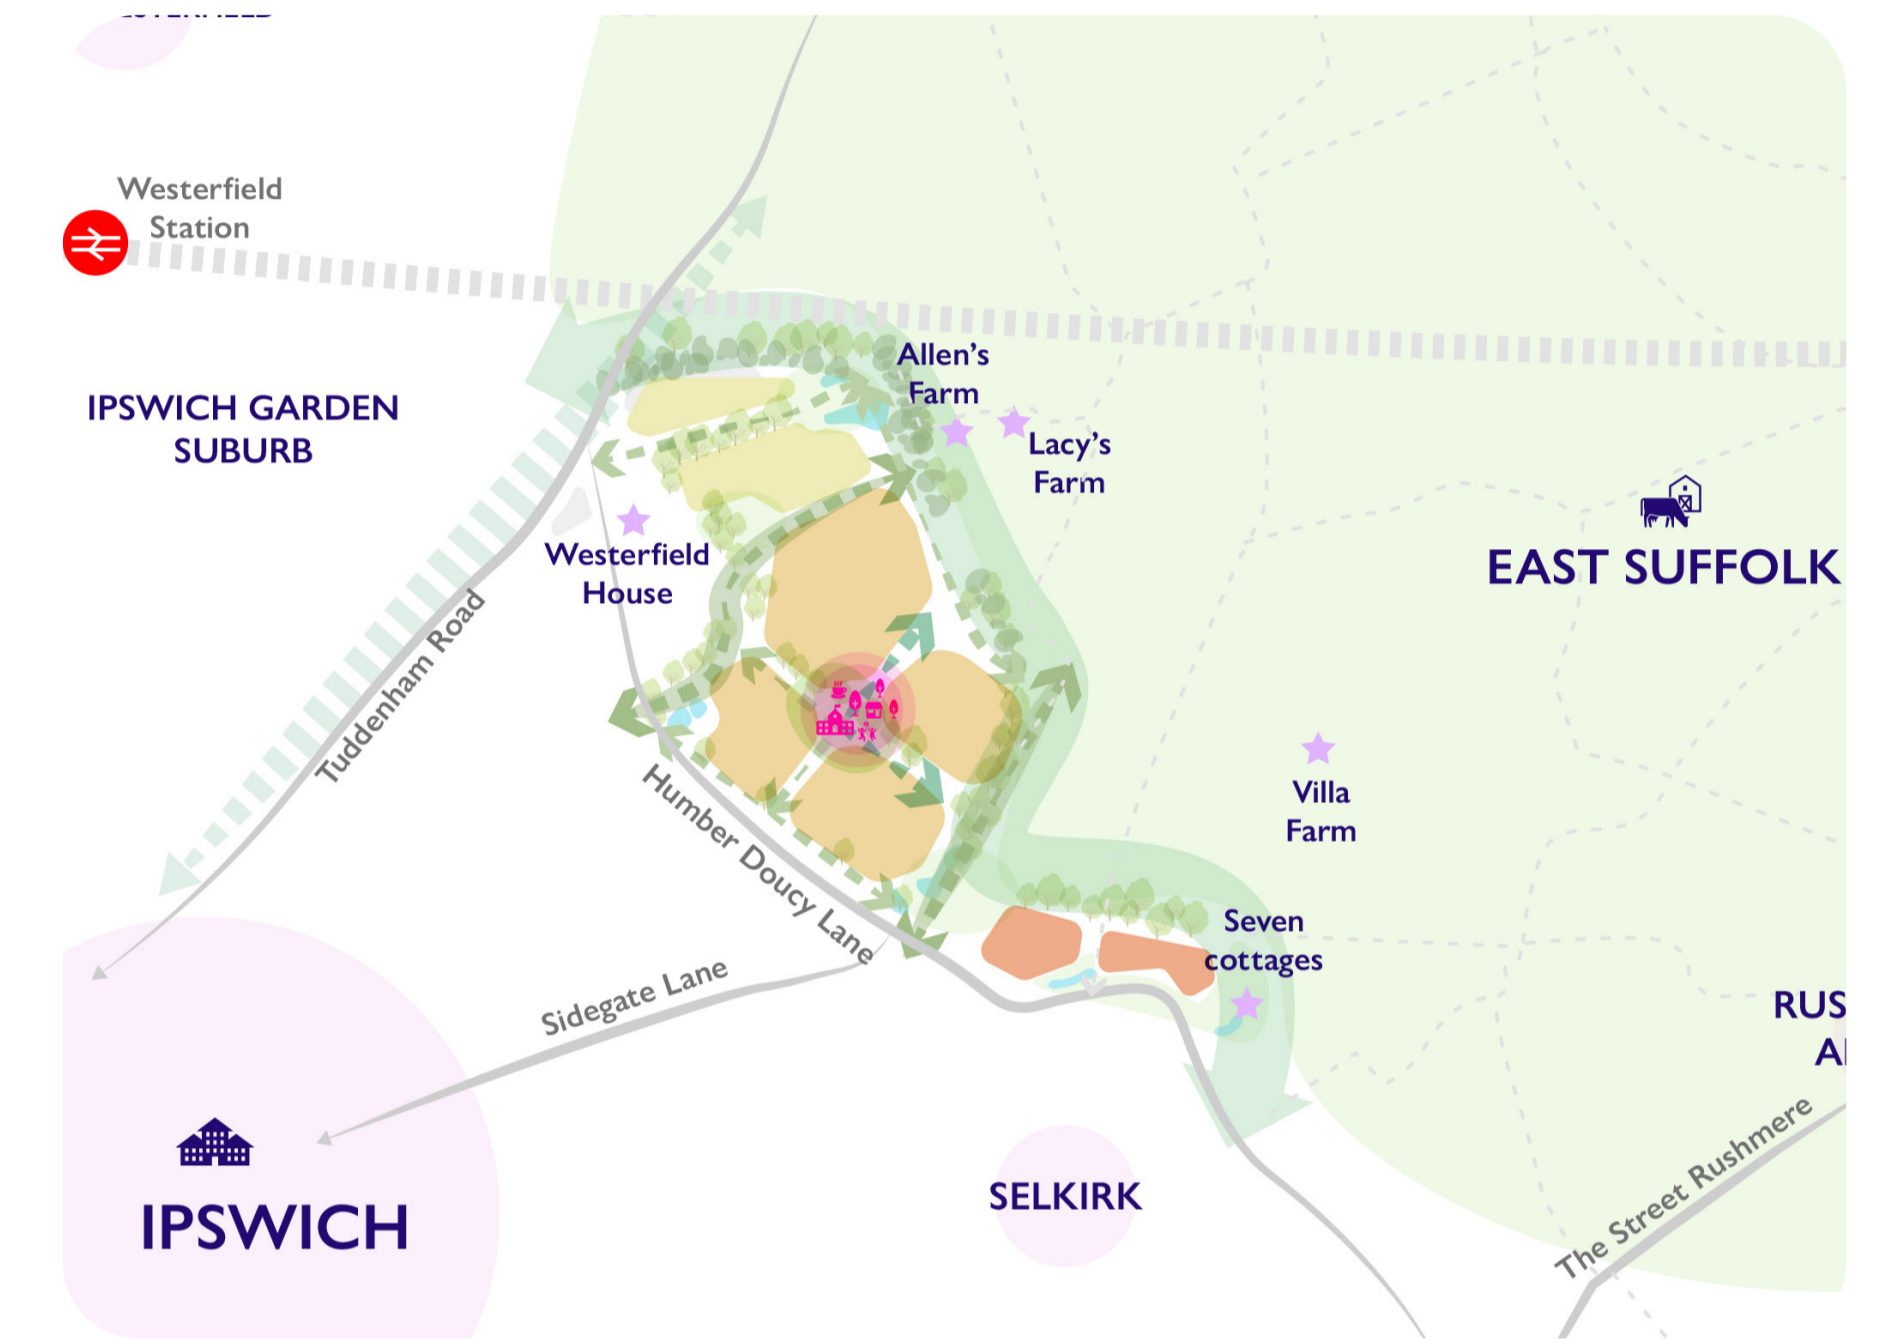 Westerfield
Station
IPSWICH GARDEN
SUBURB
Allen's
Farm
Lacy's
Farm
Westerfield
House
EAST SUFFOLK
Tuddenham Road
Humber Doucy Lane
Villa
Farm
Seven
cottages
Sidegate Lane
RUS
IPSWICH
SELKIRK
The Street Rushmere